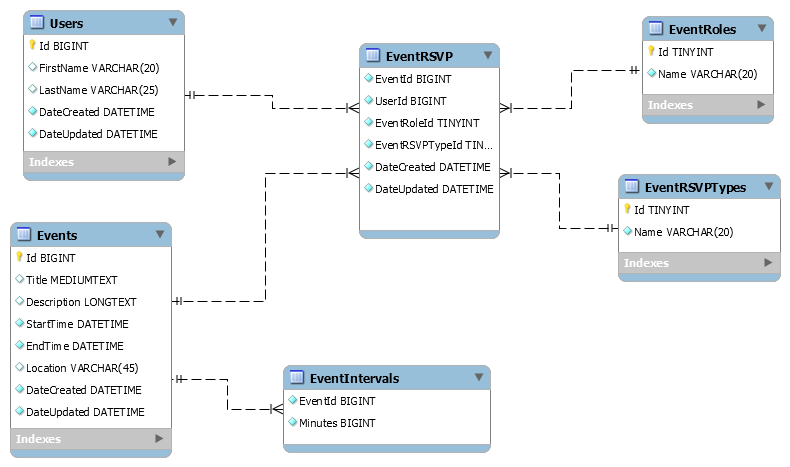 Users
Id BIGINT
FirstName VARCHAR(20)
LastName VARCHAR(25)
DateCreated DATETIME
DateUpdated DATETIME
Indexes
EventRSVP
EventId BIGINT
UserId BIGINT
EventRoleId TINYINT
EventRSVPTypeId TIN...
DateCreated DATETIME
DateUpdated DATETIME
EventRoles
Id TINYINT
Name VARCHAR(20)
Indexes
EventRSVPTypes
Id TINYINT
Name VARCHAR(20)
Indexes
Events
Id BIGINT
Title MEDIUMTEXT
Description LONGTEXT
StartTime DATETIME
EndTime DATETIME
Location VARCHAR(45)
DateCreated DATETIME
DateUpdated DATETIME
Indexes
EventIntervals
EventId BIGINT
Minutes BIGINT